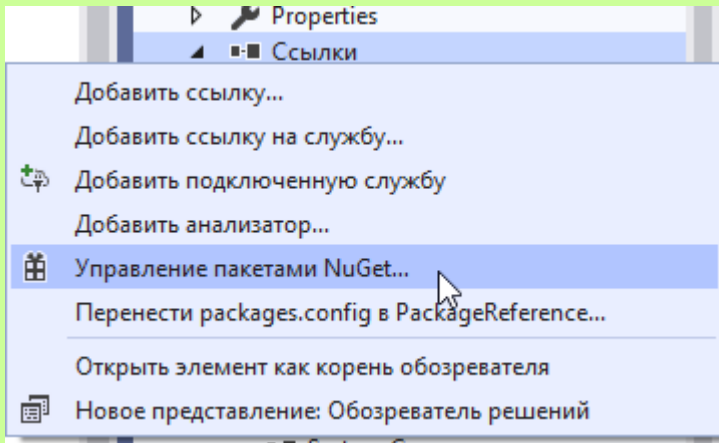 Properties
Ссылки
Добавить ссылку...
Добавить ссылку на службу...
Добавить подключенную службу
Добавить анализатор...
Управление пакетами NuGet...
Перенести packages.config в PackageReference...
Открыть элемент как корень обозревателя
Новое представление: Обозреватель решений